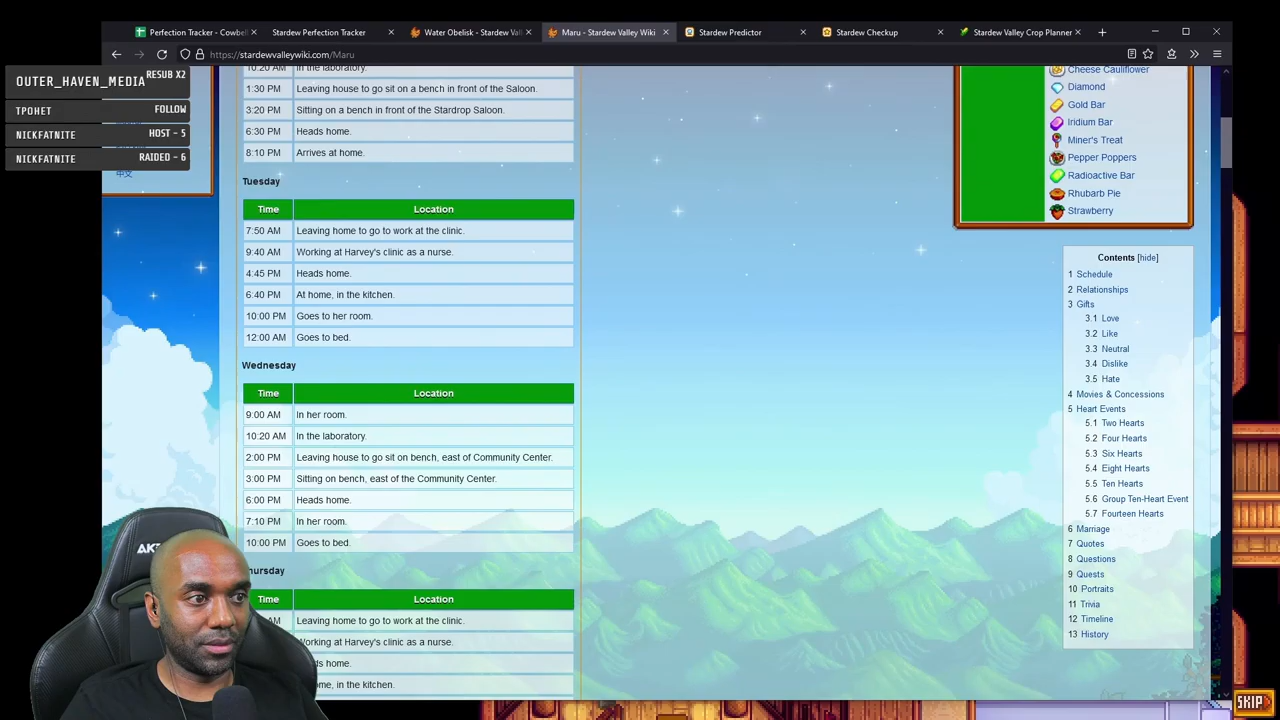 Perfection Tracker - Cowbell
Stardew Perfection Tracker
Water Obelisk - Stardew Val
Maru - Stardew Valley Wiki
Stardew Predictor
Stardew Checkup
Stardew Valley Crop Planner
https://stardewvalleywiki.com/Maru
OUTER_HAVEN_MEDIA RESUB X2
TPOHET FOLLOW
NICKFATNITE HOST - 5
NICKFATNITE RAIDED - 6
中文
10:20 AM In the laboratory.
1:30 PM Leaving house to go sit on a bench in front of the Saloon.
3:20 PM Sitting on a bench in front of the Stardrop Saloon.
6:30 PM Heads home.
8:10 PM Arrives at home.
Tuesday
Time Location
7:50 AM Leaving home to go to work at the clinic.
9:40 AM Working at Harvey's clinic as a nurse.
4:45 PM Heads home.
6:40 PM At home, in the kitchen.
10:00 PM Goes to her room.
12:00 AM Goes to bed.
Wednesday
Time Location
9:00 AM In her room.
10:20 AM In the laboratory.
2:00 PM Leaving house to go sit on bench, east of Community Center.
3:00 PM Sitting on bench, east of the Community Center.
6:00 PM Heads home.
7:10 PM In her room.
10:00 PM Goes to bed.
hursday
Time Location
AM Leaving home to go to work at the clinic.
Working at Harvey's clinic as a nurse.
ds home.
ome, in the kitchen.
Cheese Cauliflower
Diamond
Gold Bar
Iridium Bar
Miner's Treat
Pepper Poppers
Radioactive Bar
Rhubarb Pie
Strawberry
Contents [hide]
1 Schedule
2 Relationships
3 Gifts
3.1 Love
3.2 Like
3.3 Neutral
3.4 Dislike
3.5 Hate
4 Movies & Concessions
5 Heart Events
5.1 Two Hearts
5.2 Four Hearts
5.3 Six Hearts
5.4 Eight Hearts
5.5 Ten Hearts
5.6 Group Ten-Heart Event
5.7 Fourteen Hearts
6 Marriage
7 Quotes
8 Questions
9 Quests
10 Portraits
11 Trivia
12 Timeline
13 History
AK
SKIP